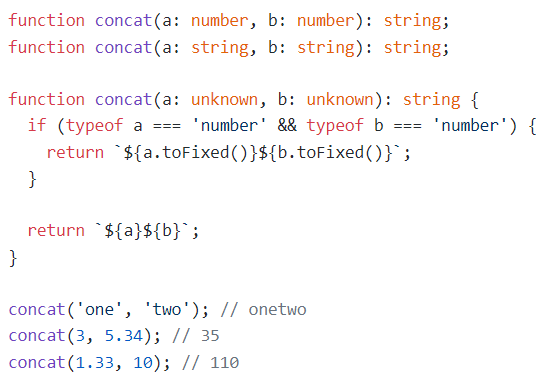 function concat(a: number, b: number): string;
function concat(a: string, b: string): string;

function concat(a: unknown, b: unknown): string {
  if (typeof a === 'number' && typeof b === 'number') {
    return `${a.toFixed()}${b.toFixed()}`;
  }

  return `${a}${b}`;
}

concat('one', 'two'); // onetwo
concat(3, 5.34); // 35
concat(1.33, 10); // 110